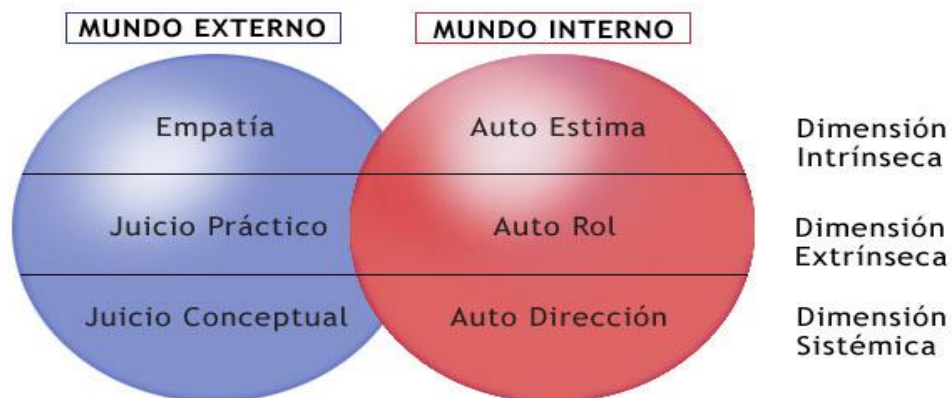 MUNDO EXTERNO
MUNDO INTERNO
Empatía
Auto Estima
Dimensión
Intrínseca
Juicio Práctico
Auto Rol
Dimensión
Extrínseca
Juicio Conceptual
Auto Dirección
Dimensión
Sistémica